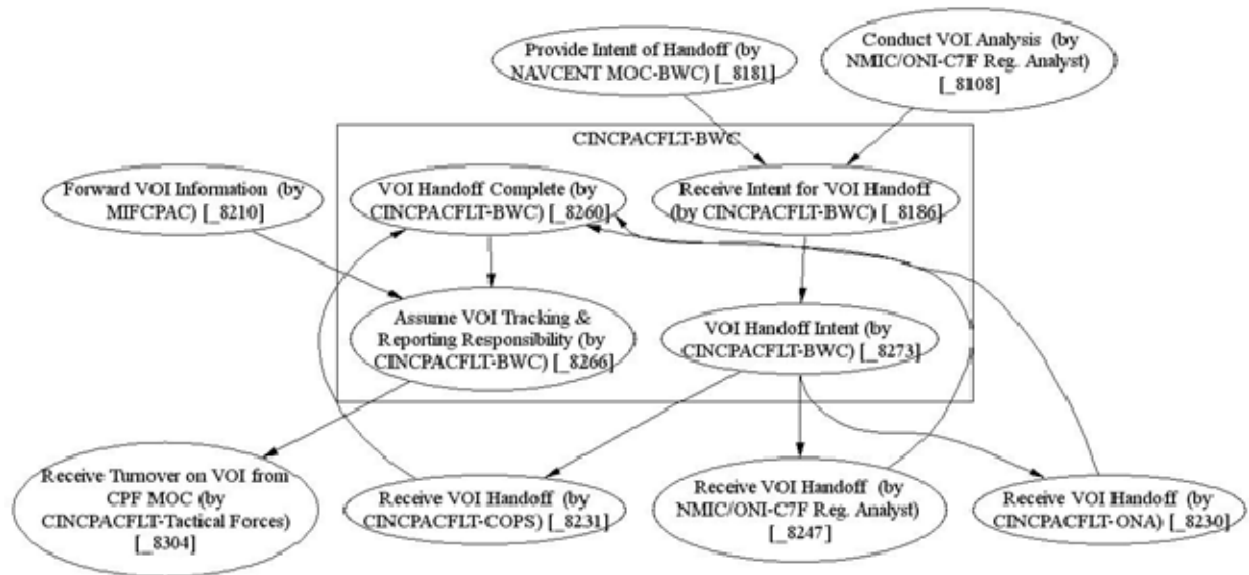 Provide Intent of Handoff (by
NAVCENT MOC-BWC) [_8181]
Conduct VOI Analysis (by
NMIC/ONI-C7F Reg. Analyst)
[_8108]
CINCPACFLT-BWC
Forward VOI Information (by
MIFCPAC) [_8210]
VOI Handoff Complete (by
CINCPACFLT-BWC) [_8260]
Receive Intent for VOI Handoff
(by CINCPACFLT-BWC) [_8186]
Assume VOI Tracking &
Reporting Responsibility (by
CINCPACFLT-BWC) [_8266]
VOI Handoff Intent (by
CINCPACFLT-BWC) [_8273]
Receive Turnover on VOI from
CPF MOC (by
CINCPACFLT-Tactical Forces)
[_8304]
Receive VOI Handoff (by
CINCPACFLT-COPS) [_8231]
Receive VOI Handoff (by
NMIC/ONI-C7F Reg. Analyst)
[_8247]
Receive VOI Handoff (by
CINCPACFLT-ONA) [_8230]